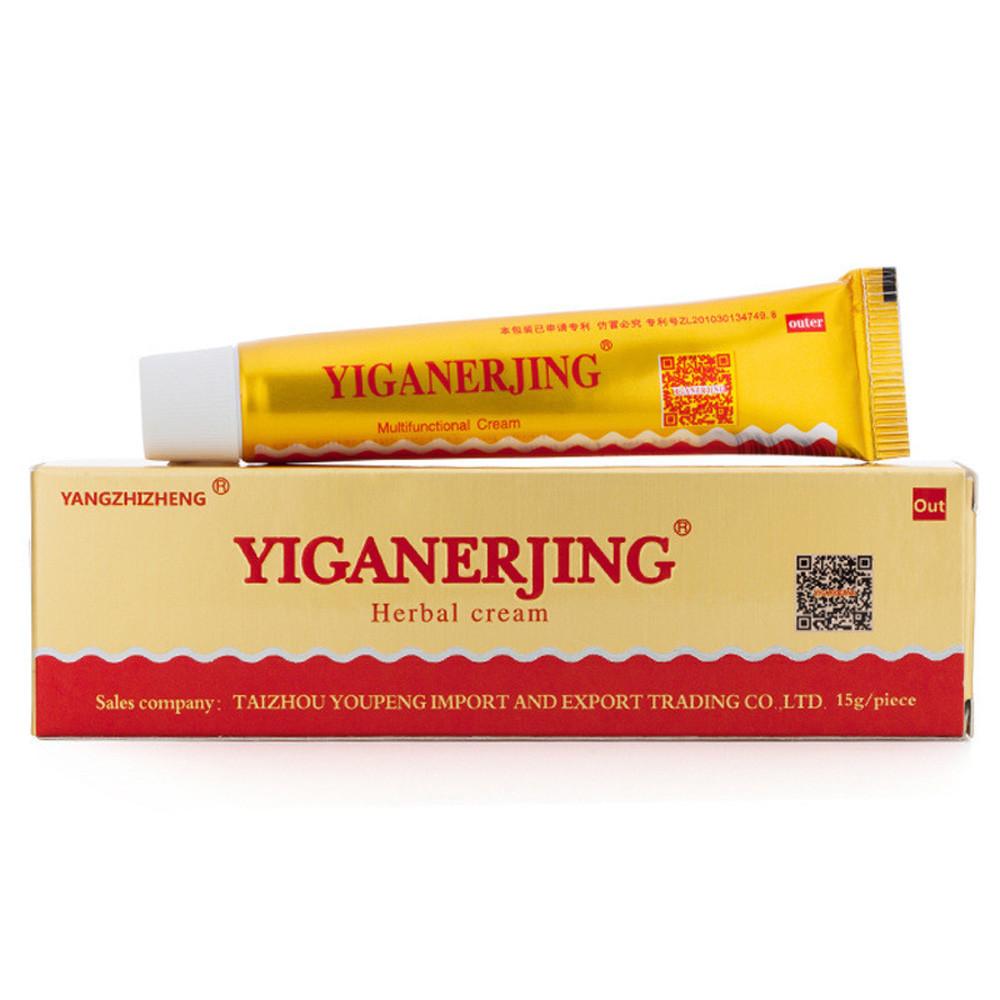 本包装已申请专利 仿冒必究 专利号ZL201030134749.8
outer
YIGANERJING®
YIGANERJING
Multifunctional Cream
YANGZHIZHENG®
Out
YIGANERJING®
Herbal cream
Sales company: TAIZHOU YOUPENG IMPORT AND EXPORT TRADING CO.,LTD. 15g/piece